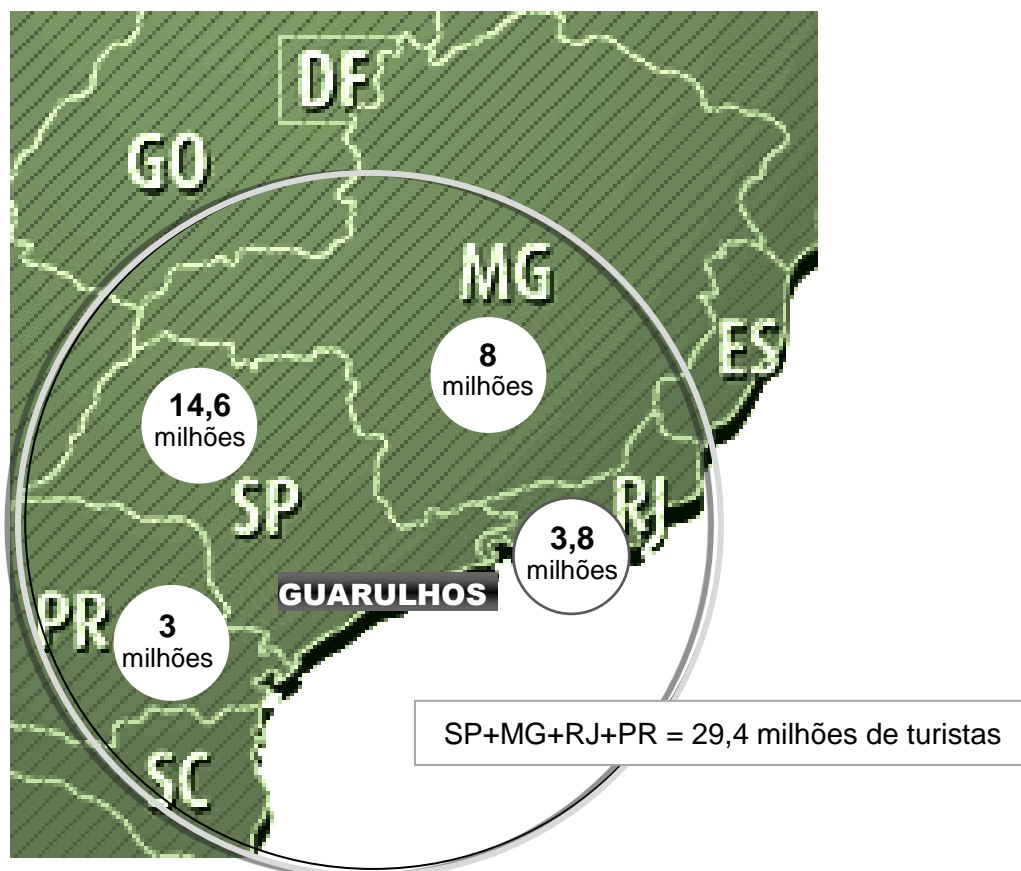 DF
GO
MG
ES
8
milhões
14,6
milhões
SP
RJ
3,8
milhões
GUARULHOS
PR
3
milhões
SP+MG+RJ+PR = 29,4 milhões de turistas
SC